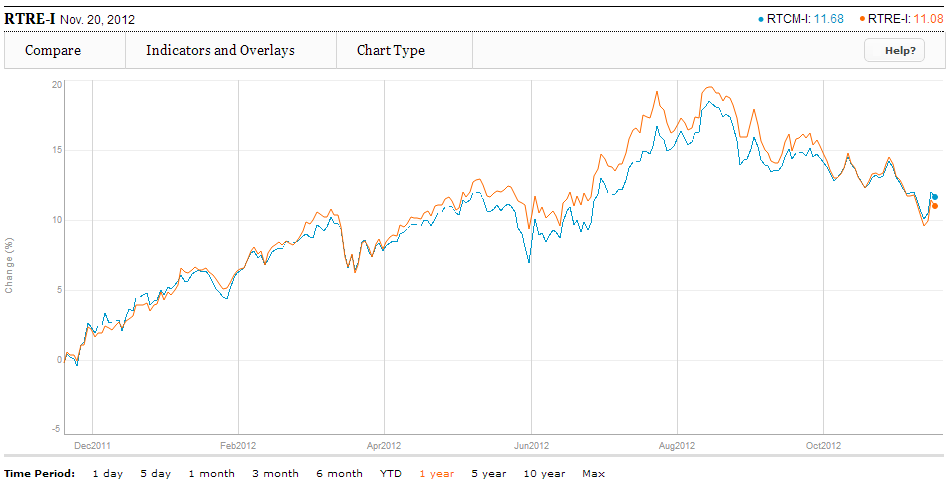 RTRE-I Nov. 20, 2012 RTCM-I: 11.68 RTRE-I: 11.08
Compare Indicators and Overlays Chart Type Help?
20
15
10
5
0
-5
Change (%)
Dec2011 Feb2012 Apr2012 Jun2012 Aug2012 Oct2012
Time Period: 1 day 5 day 1 month 3 month 6 month YTD 1 year 5 year 10 year Max